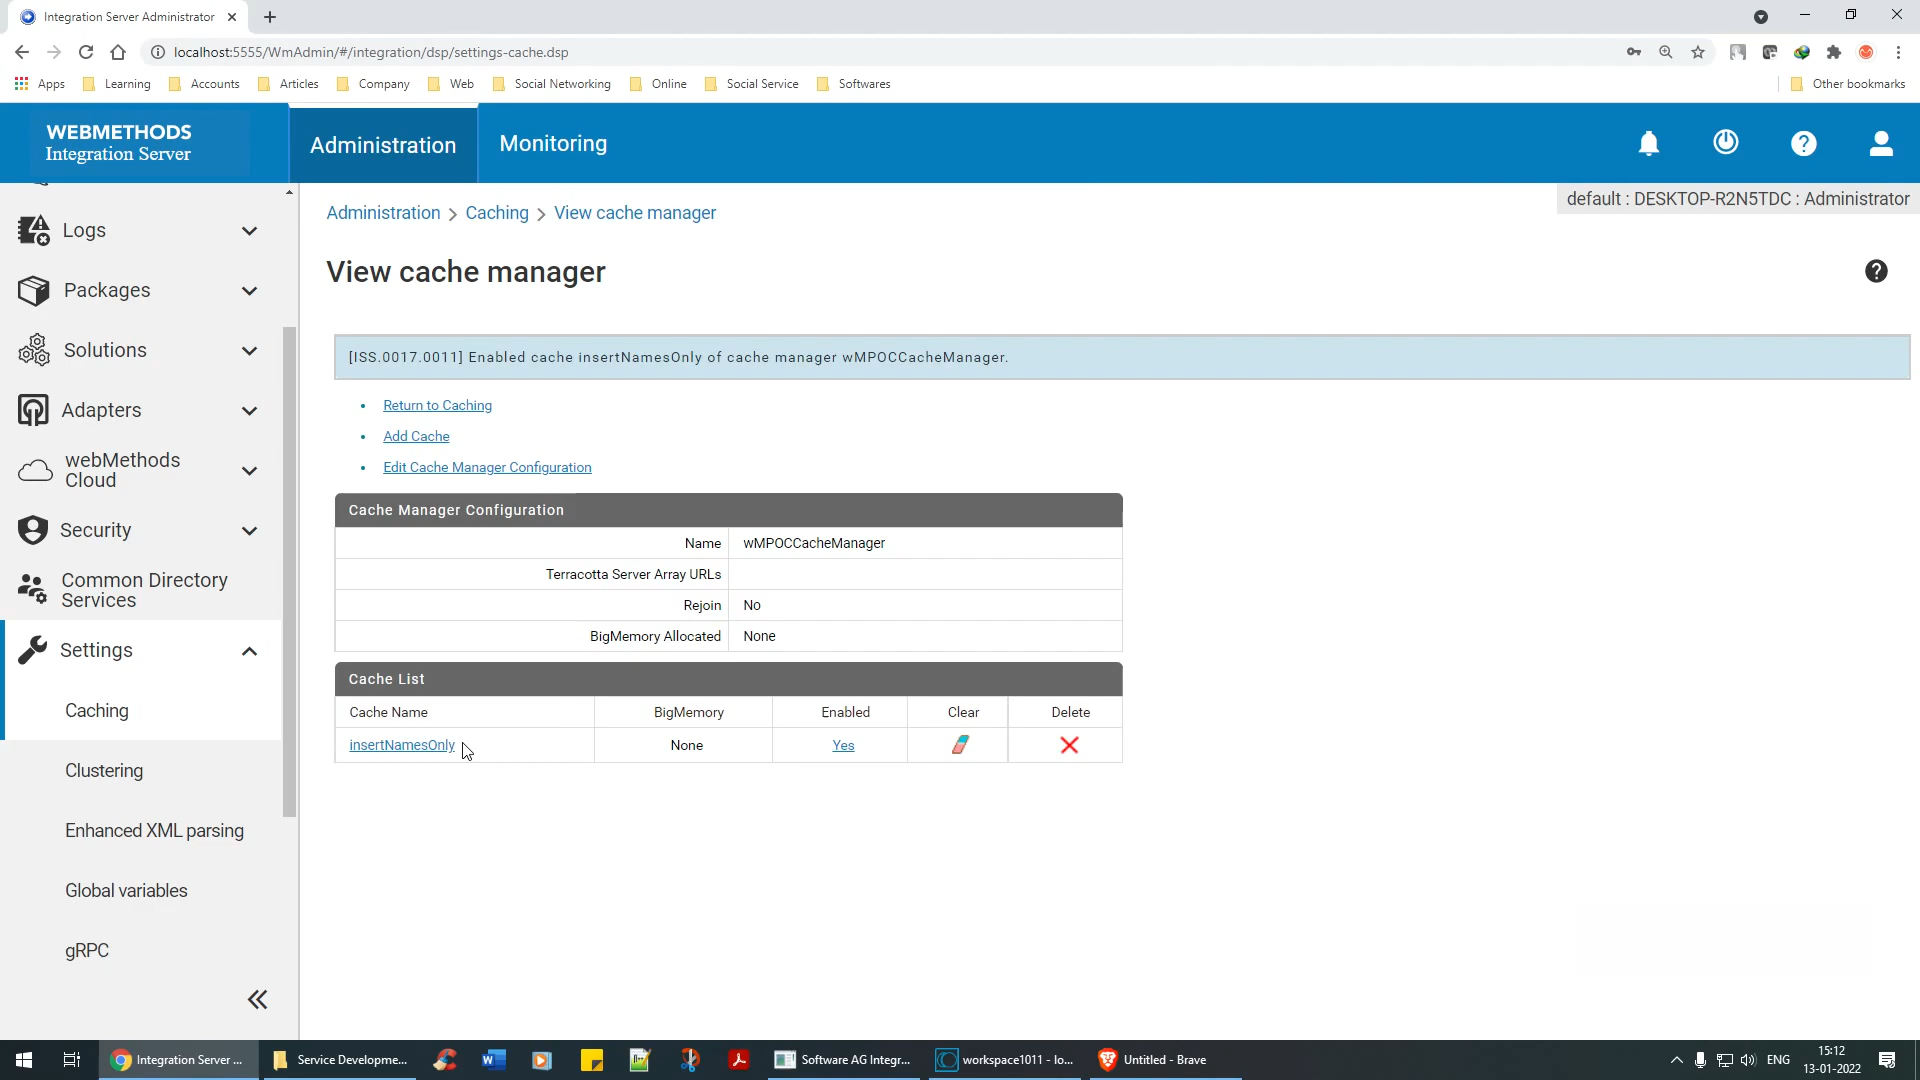 Integration Server Administrator
localhost:5555/WmAdmin/#/integration/dsp/settings-cache.dsp
Apps Learning Accounts Articles Company Web Social Networking Online Social Service Softwares Other bookmarks
WEBMETHODS
Integration Server
Administration Monitoring
default : DESKTOP-R2N5TDC : Administrator
Logs
Packages
Solutions
Adapters
webMethods
Cloud
Security
Common Directory
Services
Settings
Caching
Clustering
Enhanced XML parsing
Global variables
gRPC
Administration > Caching > View cache manager
View cache manager
[ISS.0017.0011] Enabled cache insertNamesOnly of cache manager wMPOCCacheManager.
Return to Caching
Add Cache
Edit Cache Manager Configuration
Cache Manager Configuration
Name wMPOCCacheManager
Terracotta Server Array URLs
Rejoin No
BigMemory Allocated None
Cache List
Cache Name BigMemory Enabled Clear Delete
insertNamesOnly None Yes
Integration Server ... Service Developme... Software AG Integr... workspace1011 - Io... Untitled - Brave ENG 15:12
13-01-2022